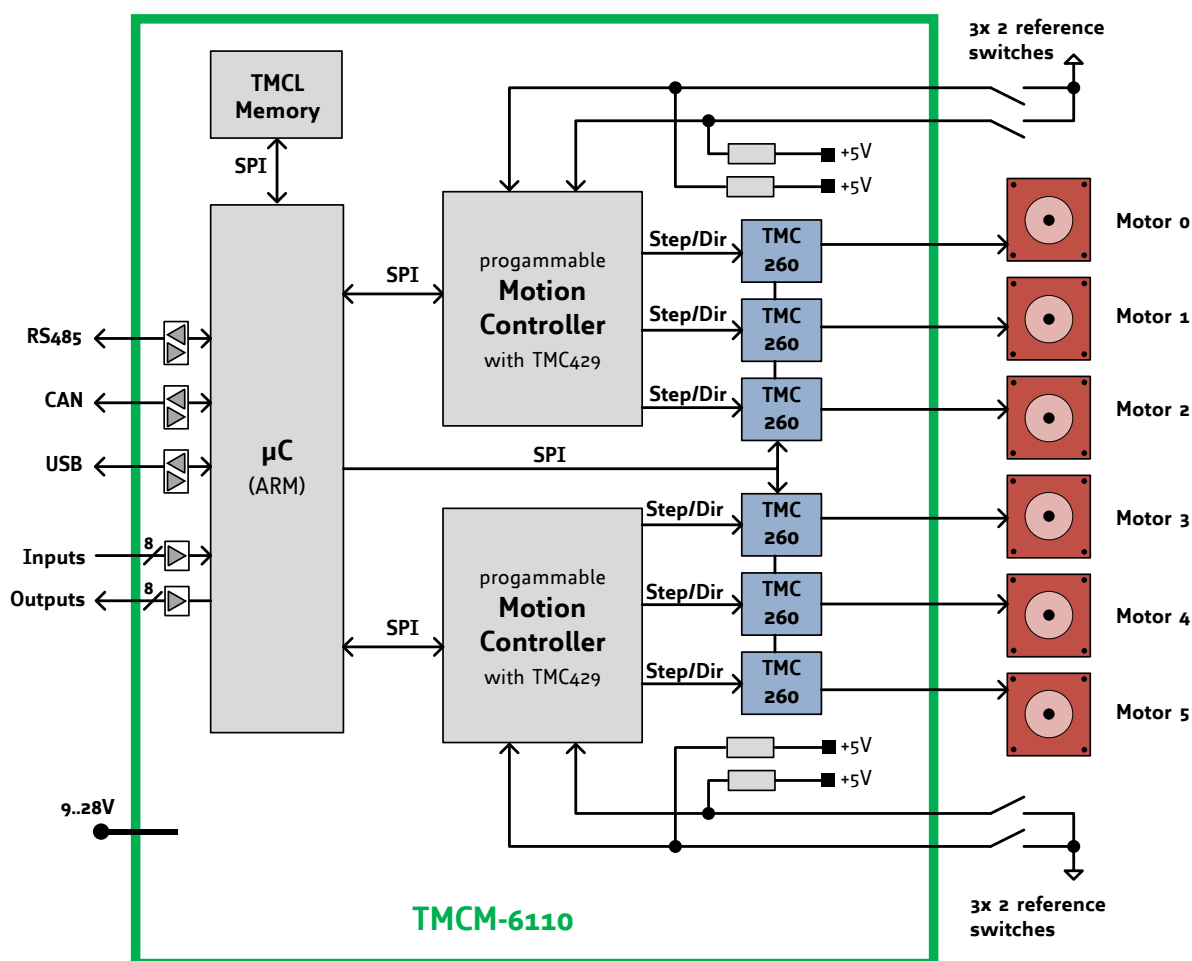 3x 2 reference
switches
TMCL
Memory
SPI
+5V
+5V
progammable
Motion
Controller
with TMC429
SPI
Step/Dir
Step/Dir
Step/Dir
TMC
260
TMC
260
TMC
260
Motor 0
Motor 1
Motor 2
RS485
CAN
USB
Inputs
8
Outputs
8
µC
(ARM)
SPI
progammable
Motion
Controller
with TMC429
SPI
Step/Dir
Step/Dir
Step/Dir
TMC
260
TMC
260
TMC
260
Motor 3
Motor 4
Motor 5
+5V
+5V
9..28V
3x 2 reference
switches
TMCM-6110